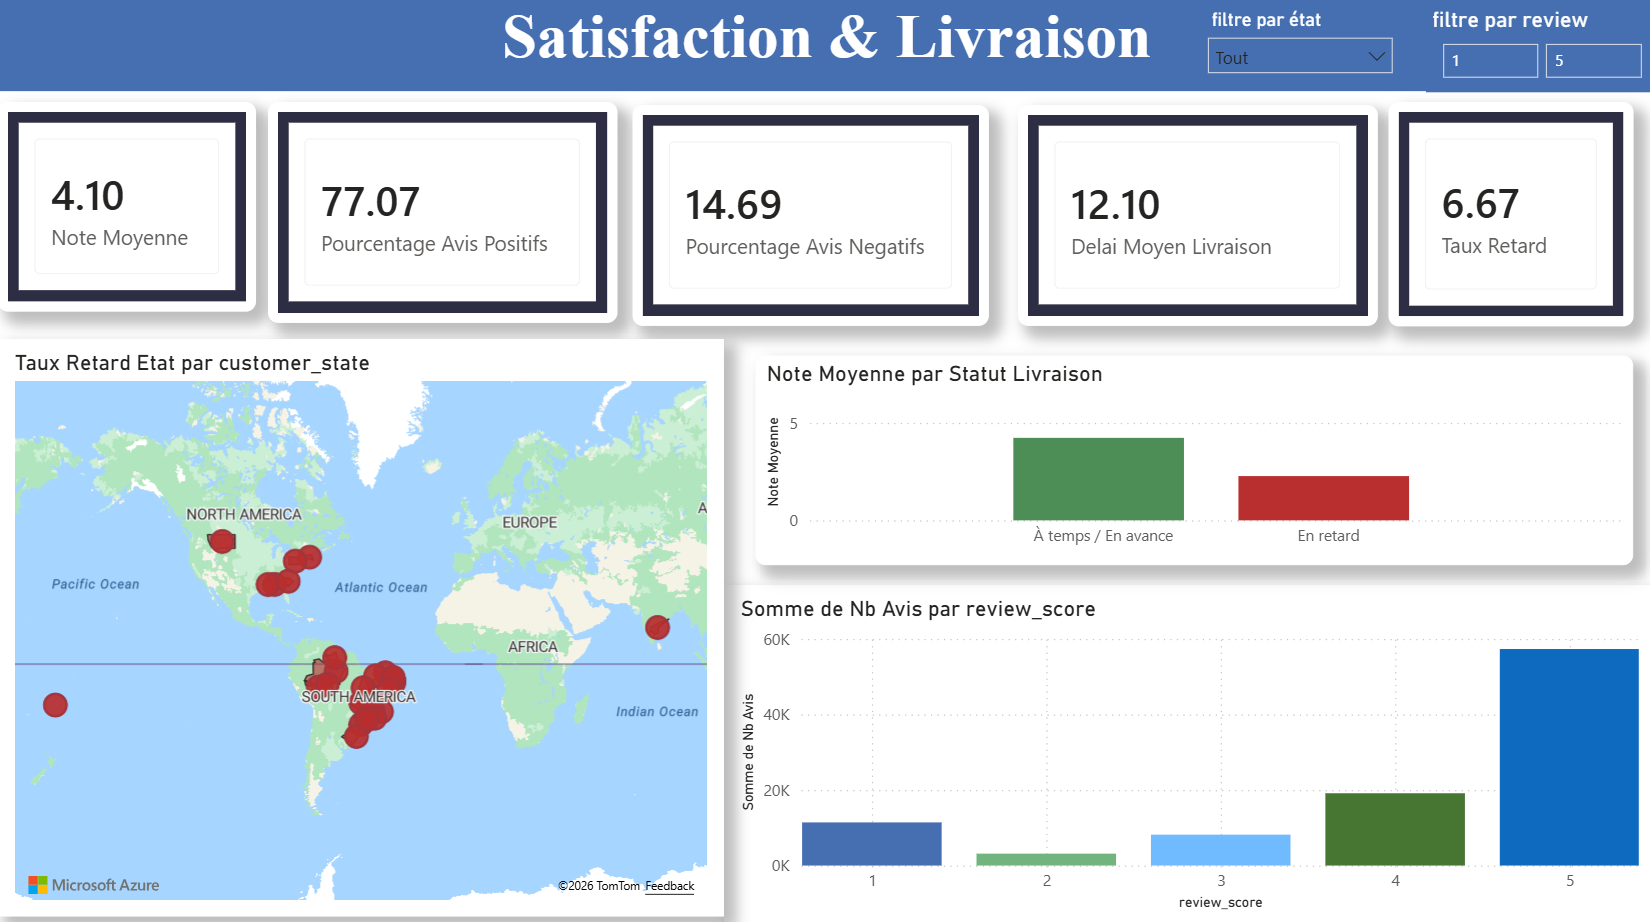 Satisfaction & Livraison
filtre par état
Tout
filtre par review
1
5
4.10
Note Moyenne
77.07
Pourcentage Avis Positifs
14.69
Pourcentage Avis Negatifs
12.10
Delai Moyen Livraison
6.67
Taux Retard
Taux Retard Etat par customer_state
NORTH AMERICA
EUROPE
A
Pacific Ocean
Atlantic Ocean
AFRICA
SOUTH AMERICA
Indian Ocean
Microsoft Azure
©2026 TomTom Feedback
Note Moyenne par Statut Livraison
Note Moyenne
5
0
À temps / En avance
En retard
Somme de Nb Avis par review_score
Somme de Nb Avis
60K
40K
20K
0K
1
2
3
4
5
review_score